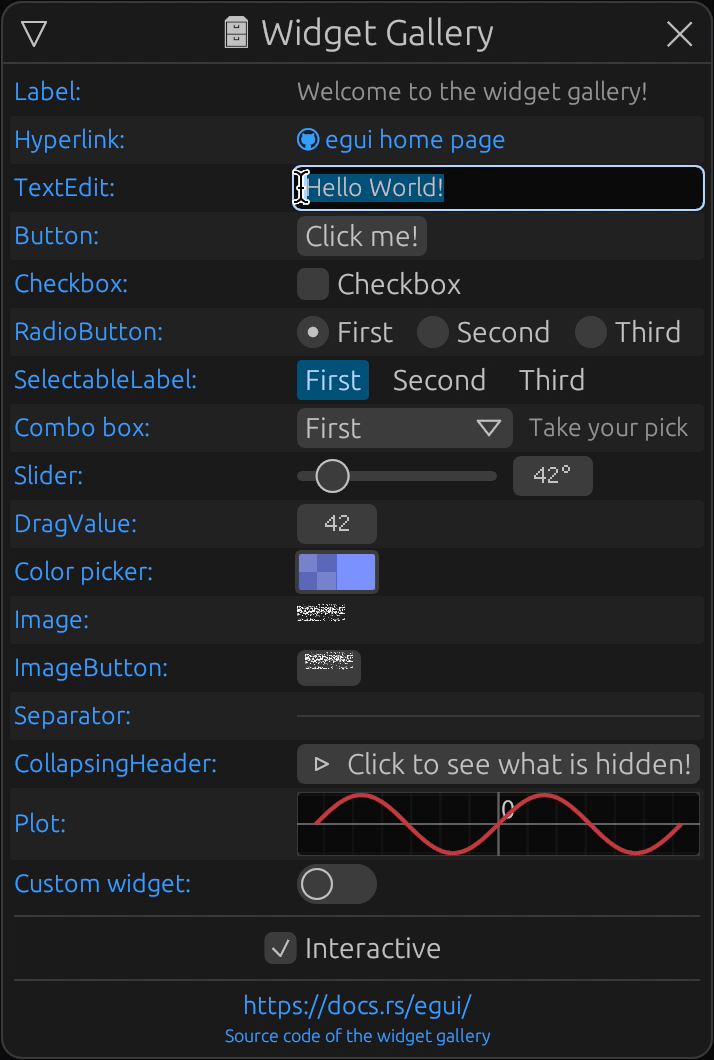 Widget Gallery
Label: Welcome to the widget gallery!
Hyperlink: egui home page
TextEdit: Hello World!
Button: Click me!
Checkbox: Checkbox
RadioButton: First Second Third
SelectableLabel: First Second Third
Combo box: First Take your pick
Slider: 42°
DragValue: 42
Color picker:
Image:
ImageButton:
Separator:
CollapsingHeader: Click to see what is hidden!
Plot: 0
Custom widget:
Interactive
https://docs.rs/egui/
Source code of the widget gallery